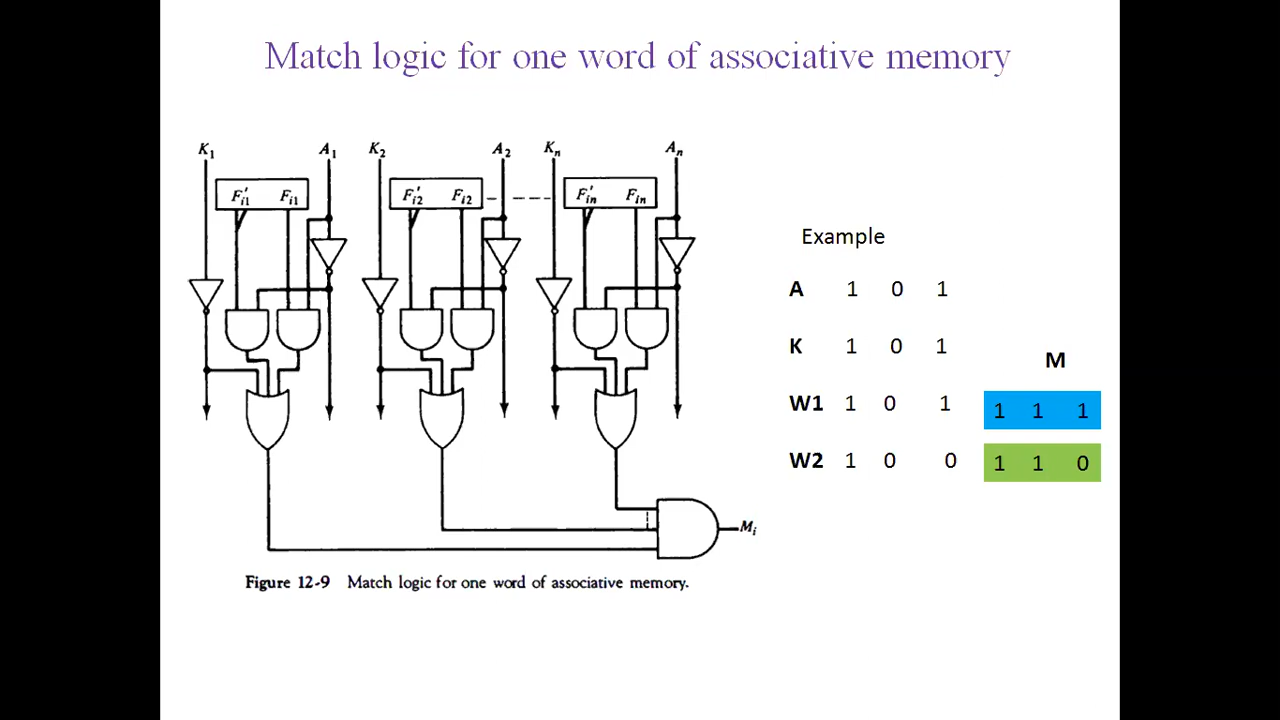 Match logic for one word of associative memory
K₁ A₁ K₂ A₂ Kₙ Aₙ
F′ᵢ₁ Fᵢ₁ F′ᵢ₂ Fᵢ₂ F′ᵢₙ Fᵢₙ
Mᵢ
Figure 12-9 Match logic for one word of associative memory.
Example
A 1 0 1
K 1 0 1
M
W1 1 0 1 1 1 1
W2 1 0 0 1 1 0